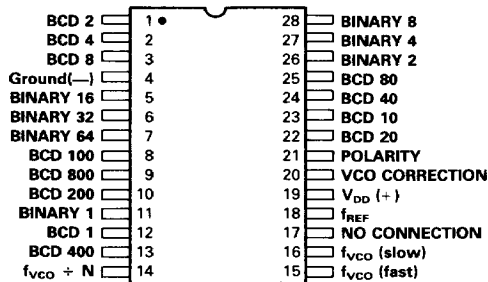 BCD 2 1 28 BINARY 8
BCD 4 2 27 BINARY 4
BCD 8 3 26 BINARY 2
Ground(—) 4 25 BCD 80
BINARY 16 5 24 BCD 40
BINARY 32 6 23 BCD 10
BINARY 64 7 22 BCD 20
BCD 100 8 21 POLARITY
BCD 800 9 20 VCO CORRECTION
BCD 200 10 19 VDD (+)
BINARY 1 11 18 fREF
BCD 1 12 17 NO CONNECTION
BCD 400 13 16 fVCO (slow)
fVCO ÷ N 14 15 fVCO (fast)